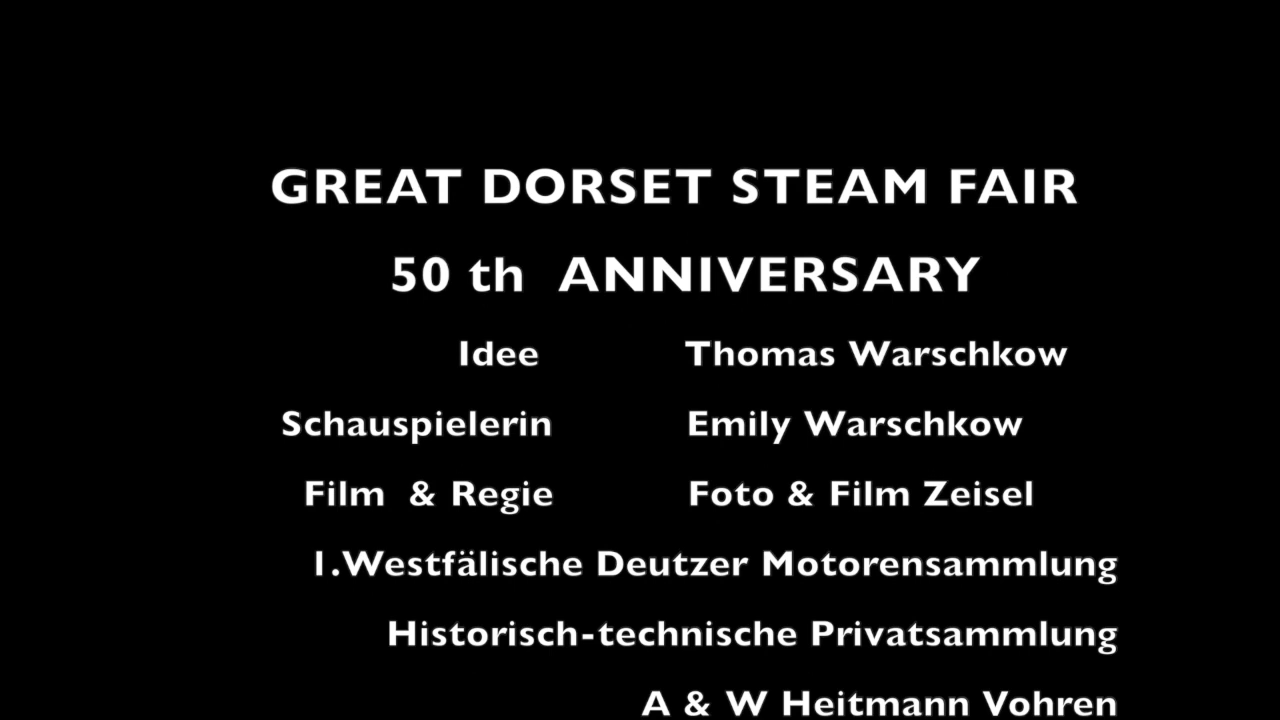 GREAT DORSET STEAM FAIR
50 th ANNIVERSARY
Idee Thomas Warschkow
Schauspielerin Emily Warschkow
Film & Regie Foto & Film Zeisel
1.Westfälische Deutzer Motorensammlung
Historisch-technische Privatsammlung
A & W Heitmann Vohren